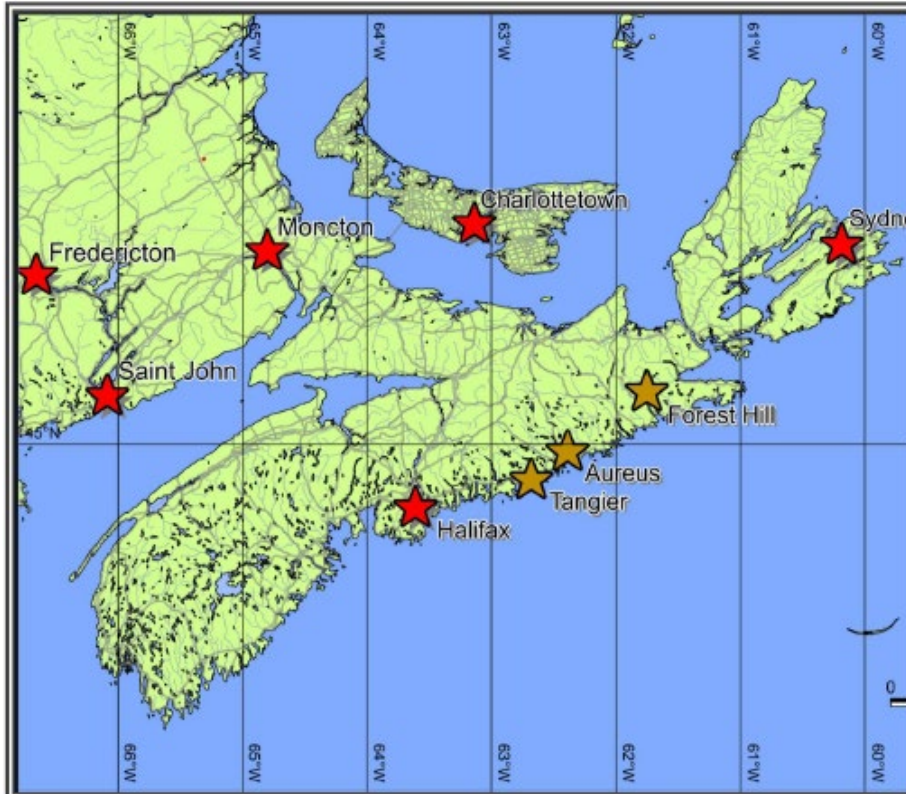 66°W
65°W
64°W
63°W
62°W
61°W
60°W
Charlottetown
Moncton
Sydne
Fredericton
Saint John
Forest Hill
45°N
Aureus
Tangier
Halifax
0
66°W
65°W
64°W
63°W
62°W
61°W
60°W